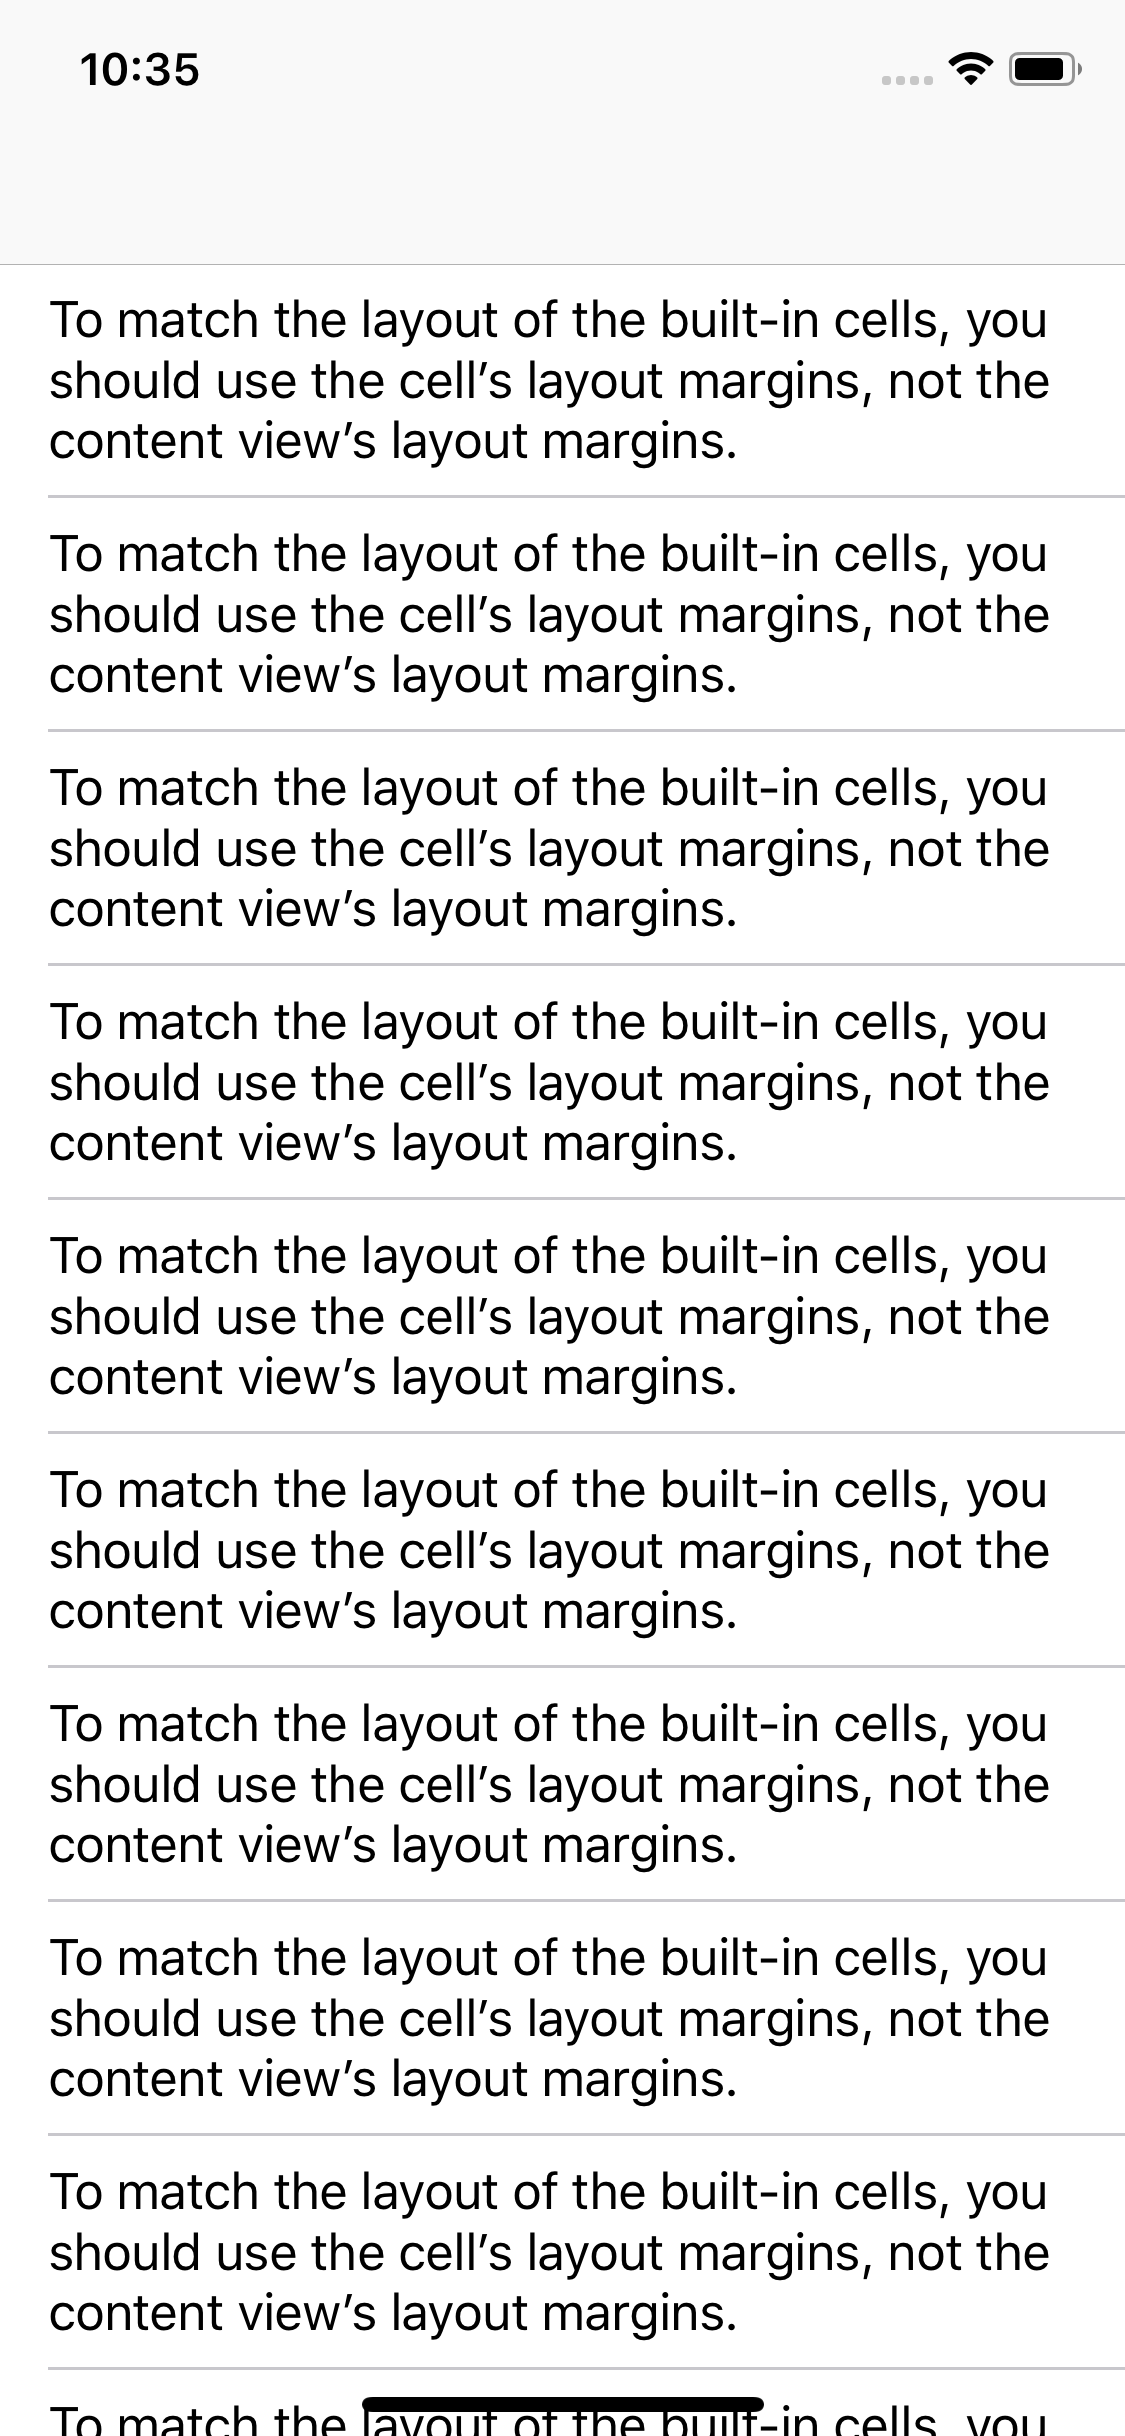 10:35
To match the layout of the built-in cells, you
should use the cell’s layout margins, not the
content view’s layout margins.
To match the layout of the built-in cells, you
should use the cell’s layout margins, not the
content view’s layout margins.
To match the layout of the built-in cells, you
should use the cell’s layout margins, not the
content view’s layout margins.
To match the layout of the built-in cells, you
should use the cell’s layout margins, not the
content view’s layout margins.
To match the layout of the built-in cells, you
should use the cell’s layout margins, not the
content view’s layout margins.
To match the layout of the built-in cells, you
should use the cell’s layout margins, not the
content view’s layout margins.
To match the layout of the built-in cells, you
should use the cell’s layout margins, not the
content view’s layout margins.
To match the layout of the built-in cells, you
should use the cell’s layout margins, not the
content view’s layout margins.
To match the layout of the built-in cells, you
should use the cell’s layout margins, not the
content view’s layout margins.
To match the layout of the built-in cells, you